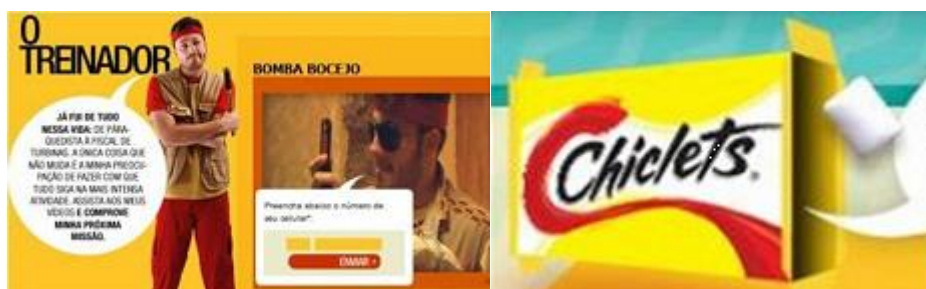 O
TREINADOR
JÁ FUI DE TUDO
NESSA VIDA: DE PÁRA-
QUEDISTA À FISCAL DE
TURBINAS. A ÚNICA COISA QUE
NÃO MUDA É A MINHA PREOCU-
PAÇÃO DE FAZER COM QUE
TUDO SIGA NA MAIS INTENSA
ATIVIDADE. ASSISTA AOS MEUS
VÍDEOS E COMPROVE
MINHA PRÓXIMA
MISSÃO.
BOMBA BOCEJO
Preencha abaixo o número de
seu celular*:
ENVIAR
Chiclets